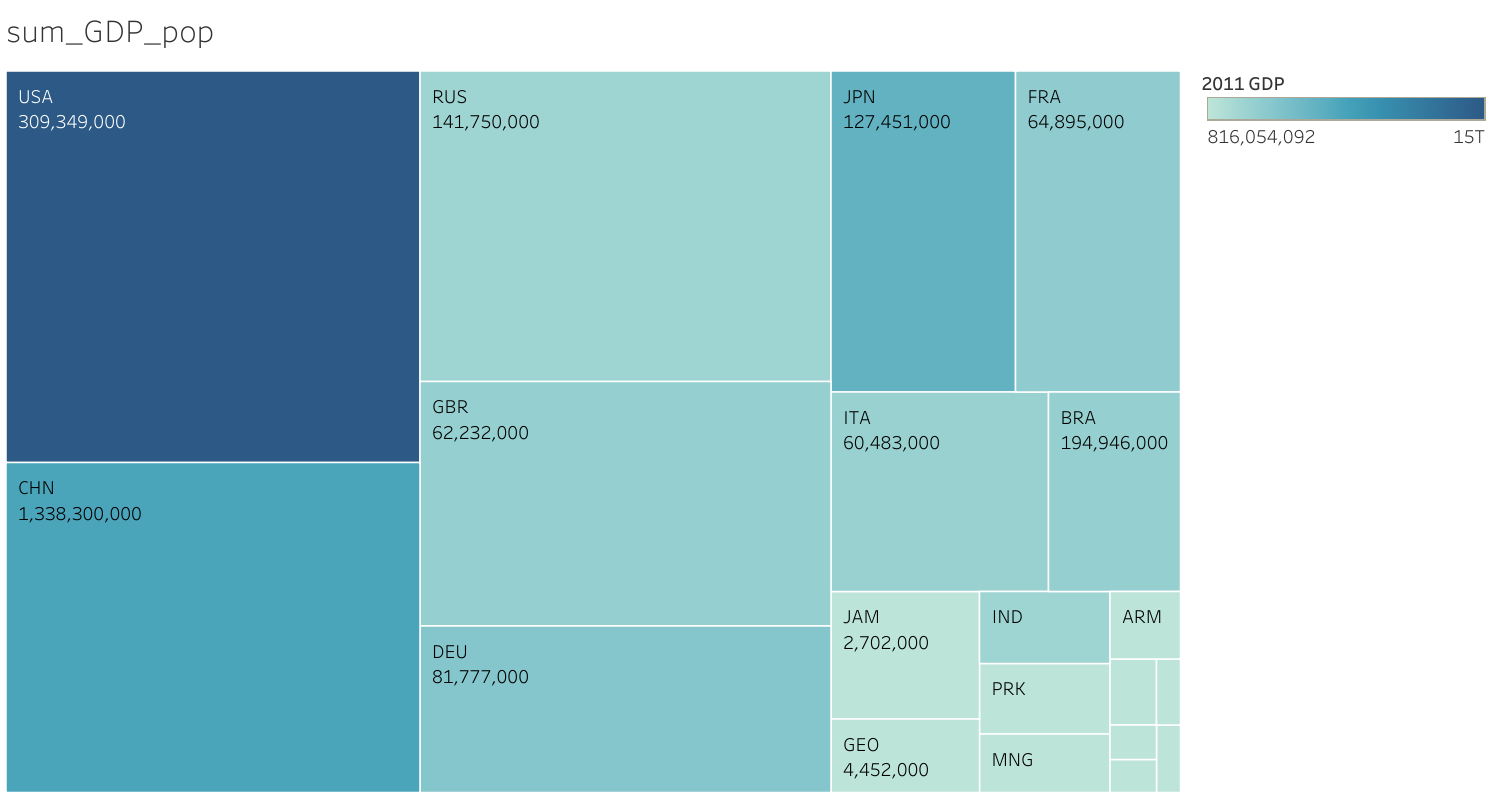 sum_GDP_pop
USA
309,349,000
CHN
1,338,300,000
RUS
141,750,000
GBR
62,232,000
DEU
81,777,000
JPN
127,451,000
FRA
64,895,000
ITA
60,483,000
BRA
194,946,000
JAM
2,702,000
GEO
4,452,000
IND
PRK
MNG
ARM
2011 GDP
816,054,092 15T